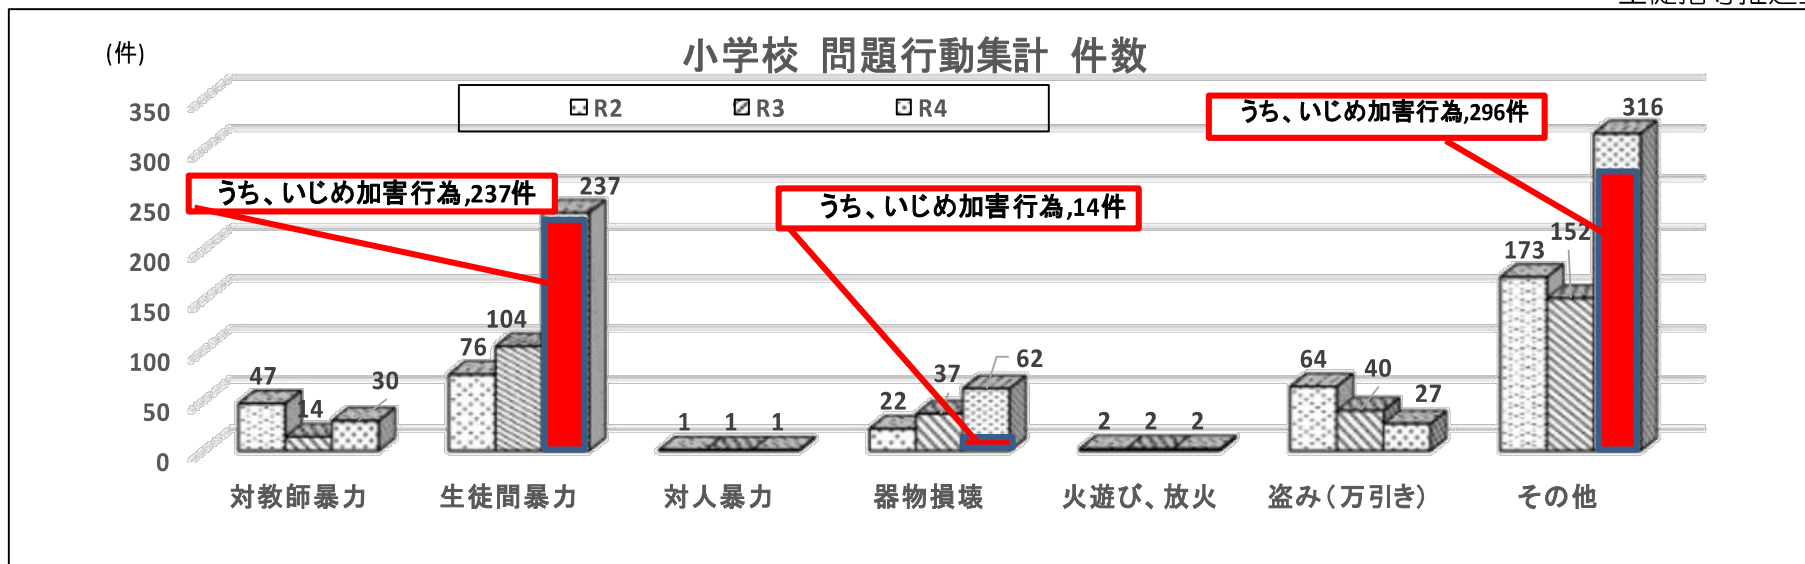 (件)
小学校 問題行動集計 件数
R2 R3 R4
350
300
250
200
150
100
50
0
うち、いじめ加害行為,237件
うち、いじめ加害行為,14件
うち、いじめ加害行為,296件
47 14 30
76 104 237
1 1 1
22 37 62
2 2 2
64 40 27
173 152 316
対教師暴力 生徒間暴力 対人暴力 器物損壊 火遊び、放火 盗み(万引き) その他